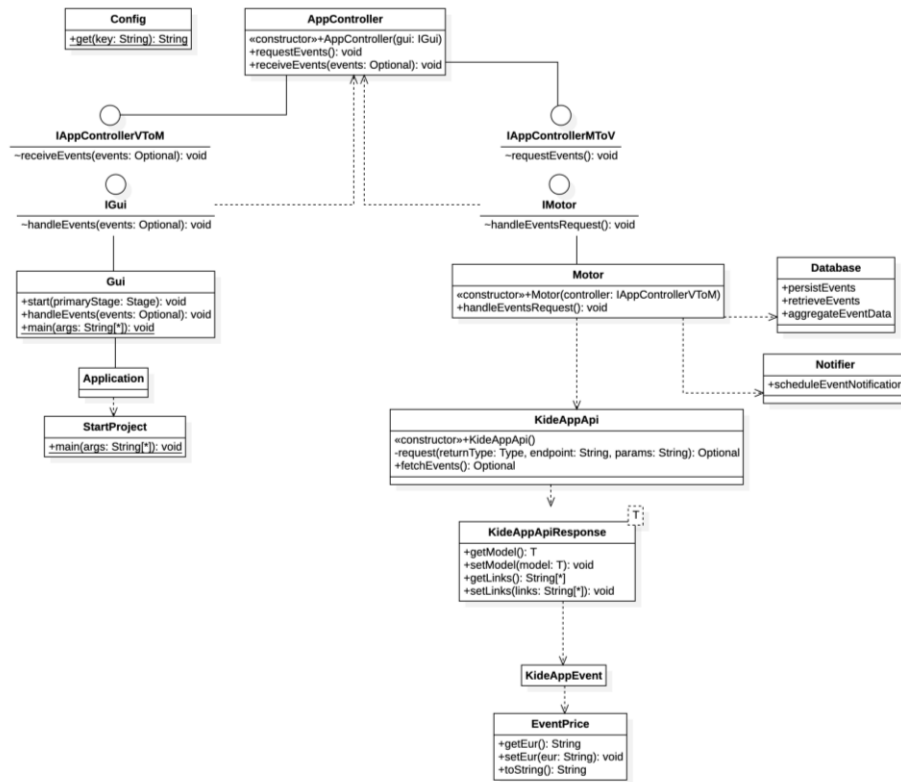 Config
+get(key: String): String
AppController
«constructor»+AppController(gui: IGui)
+requestEvents(): void
+receiveEvents(events: Optional): void
IAppControllerVToM
~receiveEvents(events: Optional): void
IAppControllerMToV
~requestEvents(): void
IGui
~handleEvents(events: Optional): void
IMotor
~handleEventsRequest(): void
Gui
+start(primaryStage: Stage): void
+handleEvents(events: Optional): void
+main(args: String[*]): void
Motor
«constructor»+Motor(controller: IAppControllerVToM)
+handleEventsRequest(): void
Database
+persistEvents
+retrieveEvents
+aggregateEventData
Notifier
+scheduleEventNotification
Application
StartProject
+main(args: String[*]): void
KideAppApi
«constructor»+KideAppApi()
-request(returnType: Type, endpoint: String, params: String): Optional
+fetchEvents(): Optional
T
KideAppApiResponse
+getModel(): T
+setModel(model: T): void
+getLinks(): String[*]
+setLinks(links: String[*]): void
KideAppEvent
EventPrice
+getEur(): String
+setEur(eur: String): void
+toString(): String